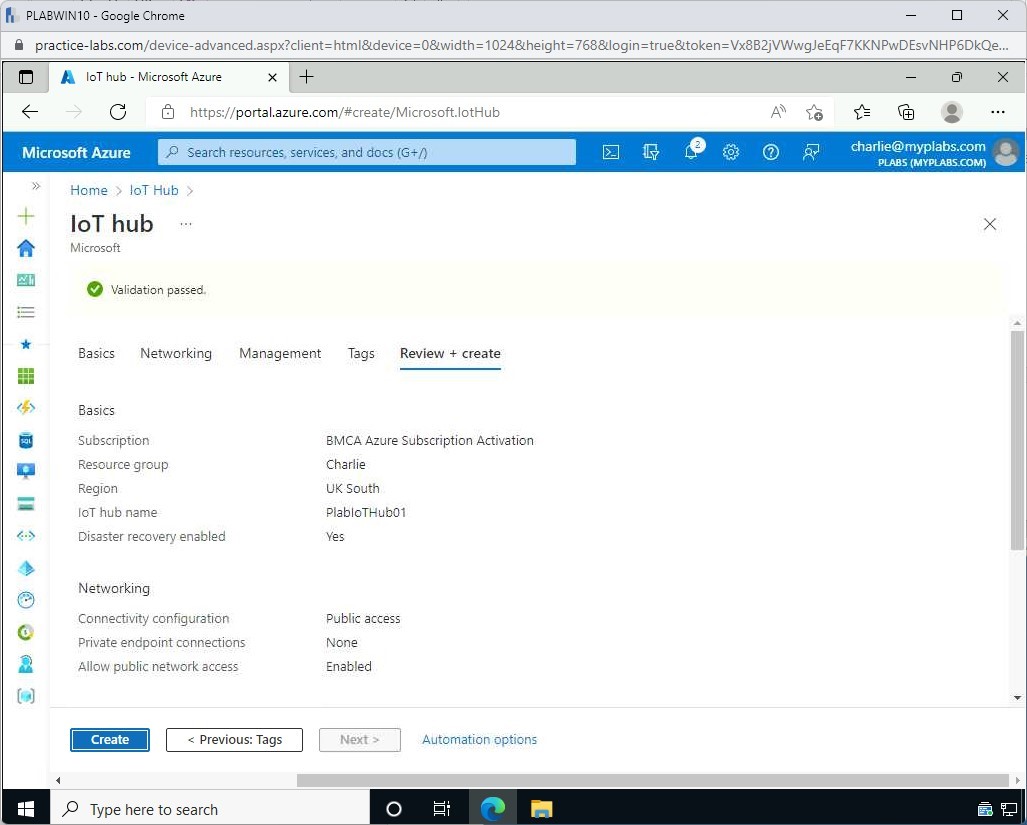 PLABWIN10 - Google Chrome
practice-labs.com/device-advanced.aspx?client=html&device=0&width=1024&height=768&login=true&token=Vx8B2jVWwgJeEqF7KKNPwDEsvNHP6DkQe...
IoT hub - Microsoft Azure
https://portal.azure.com/#create/Microsoft.IotHub
Microsoft Azure
Search resources, services, and docs (G+/)
2
charlie@myplabs.com
PLABS (MYPLABS.COM)
Home > IoT Hub >
IoT hub ...
Microsoft
Validation passed.
Basics Networking Management Tags Review + create
Basics
Subscription BMCA Azure Subscription Activation
Resource group Charlie
Region UK South
IoT hub name PlabIoTHub01
Disaster recovery enabled Yes
Networking
Connectivity configuration Public access
Private endpoint connections None
Allow public network access Enabled
Create < Previous: Tags Next > Automation options
Type here to search